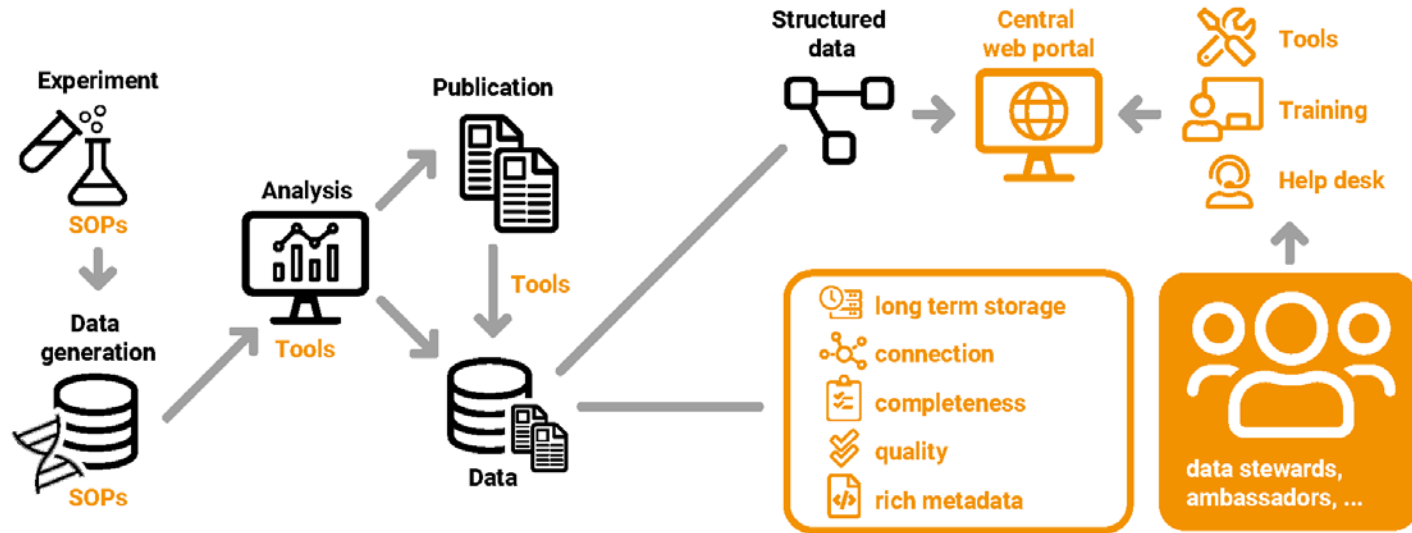 Experiment
SOPs
Data
generation
SOPs
Analysis
Tools
Publication
Tools
Data
Structured
data
Central
web portal
Tools
Training
Help desk
long term storage
connection
completeness
quality
rich metadata
data stewards,
ambassadors, ...